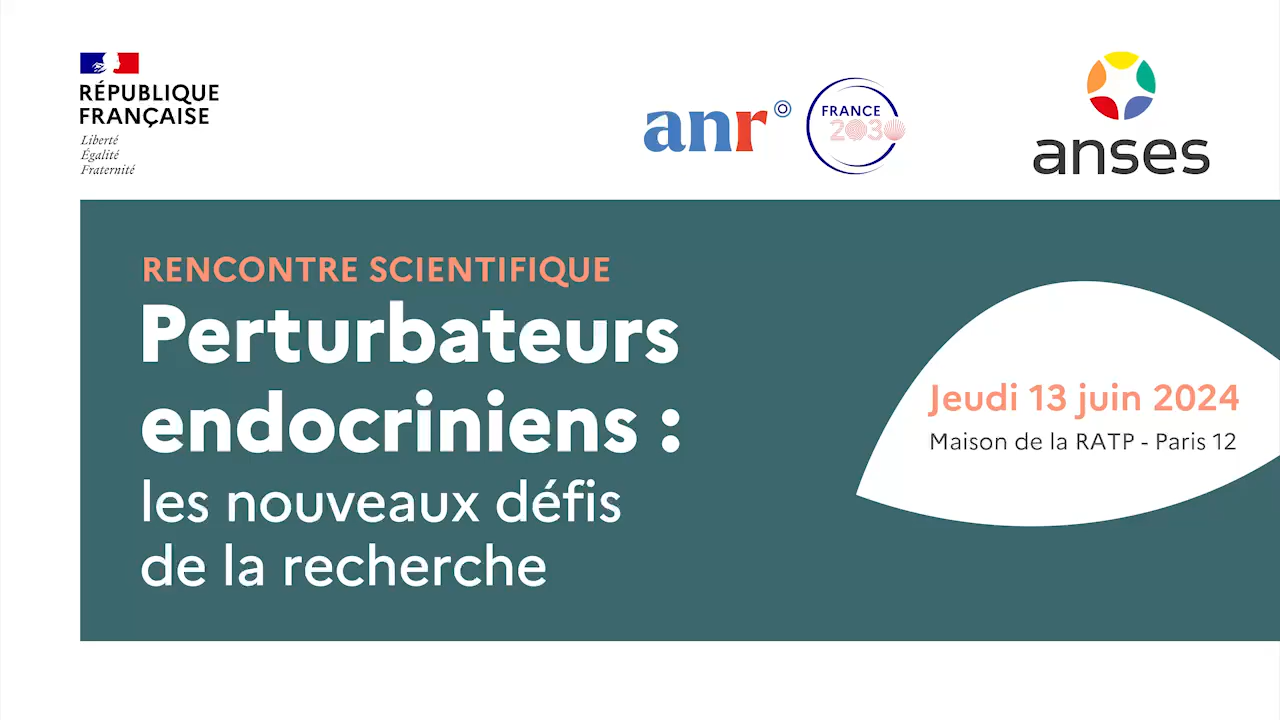 RÉPUBLIQUE
FRANÇAISE
Liberté
Égalité
Fraternité
anr
FRANCE
2030
anses
RENCONTRE SCIENTIFIQUE
Perturbateurs
endocriniens :
les nouveaux défis
de la recherche
Jeudi 13 juin 2024
Maison de la RATP - Paris 12